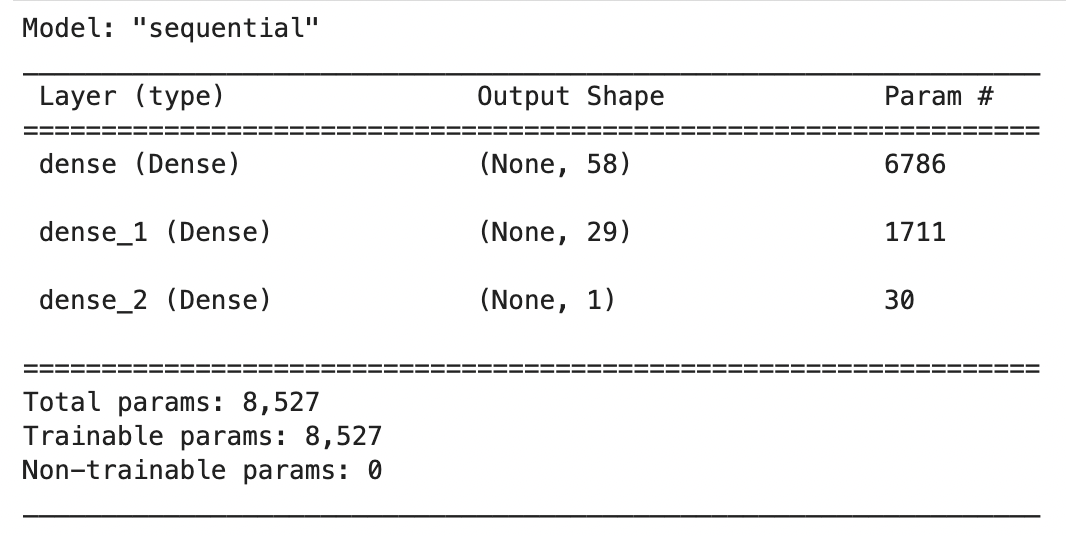 Model: "sequential"
Layer (type) Output Shape Param #
=================================================================
dense (Dense) (None, 58) 6786
dense_1 (Dense) (None, 29) 1711
dense_2 (Dense) (None, 1) 30
=================================================================
Total params: 8,527
Trainable params: 8,527
Non-trainable params: 0